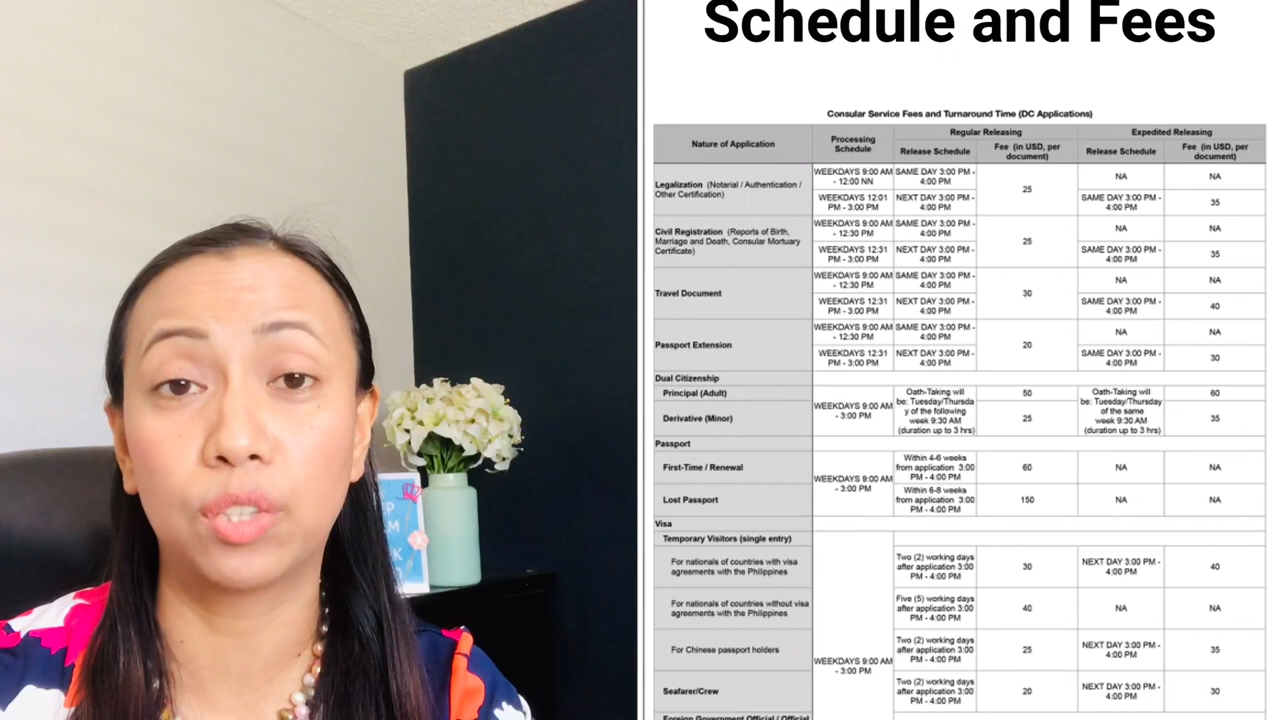 Schedule and Fees
Consular Service Fees and Turnaround Time (DC Applications)
Nature of Application
Processing
Schedule
Regular Releasing
Expedited Releasing
Release Schedule
Fee (in USD, per
document)
Release Schedule
Fee (in USD, per
document)
Legalization (Notarial / Authentication /
Other Certification)
WEEKDAYS 9:00 AM
- 12:00 NN
SAME DAY 3:00 PM -
4:00 PM
25
NA
NA
WEEKDAYS 12:01
PM - 3:00 PM
NEXT DAY 3:00 PM -
4:00 PM
SAME DAY 3:00 PM -
4:00 PM
35
Civil Registration (Reports of Birth,
Marriage and Death, Consular Mortuary
Certificate)
WEEKDAYS 9:00 AM
- 12:30 PM
SAME DAY 3:00 PM -
4:00 PM
25
NA
NA
WEEKDAYS 12:31
PM - 3:00 PM
NEXT DAY 3:00 PM -
4:00 PM
SAME DAY 3:00 PM -
4:00 PM
35
Travel Document
WEEKDAYS 9:00 AM
- 12:30 PM
SAME DAY 3:00 PM -
4:00 PM
30
NA
NA
WEEKDAYS 12:31
PM - 3:00 PM
NEXT DAY 3:00 PM -
4:00 PM
SAME DAY 3:00 PM -
4:00 PM
40
Passport Extension
WEEKDAYS 9:00 AM
- 12:30 PM
SAME DAY 3:00 PM -
4:00 PM
20
NA
NA
WEEKDAYS 12:31
PM - 3:00 PM
NEXT DAY 3:00 PM -
4:00 PM
SAME DAY 3:00 PM -
4:00 PM
30
Dual Citizenship
Principal (Adult)
Derivative (Minor)
WEEKDAYS 9:00 AM
- 3:00 PM
Oath-Taking will
be: Tuesday/Thursda
y of the following
week 9:30 AM
(duration up to 3 hrs)
50
25
Oath-Taking will
be: Tuesday/Thursday
of the same
week 9:30 AM
(duration up to 3 hrs)
60
35
Passport
First-Time / Renewal
WEEKDAYS 9:00 AM
- 3:00 PM
Within 4-6 weeks
from application 3:00
PM - 4:00 PM
60
NA
NA
Lost Passport
Within 6-8 weeks
from application 3:00
PM - 4:00 PM
150
NA
NA
Visa
Temporary Visitors (single entry)
For nationals of countries with visa
agreements with the Philippines
Two (2) working days
after application 3:00
PM - 4:00 PM
30
NEXT DAY 3:00 PM -
4:00 PM
40
For nationals of countries without visa
agreements with the Philippines
Five (5) working days
after application 3:00
PM - 4:00 PM
40
NA
NA
For Chinese passport holders
WEEKDAYS 9:00 AM
- 3:00 PM
Two (2) working days
after application 3:00
PM - 4:00 PM
25
NEXT DAY 3:00 PM -
4:00 PM
35
Seafarer/Crew
Two (2) working days
after application 3:00
PM - 4:00 PM
20
NEXT DAY 3:00 PM -
4:00 PM
30
Foreign Government Official / Official